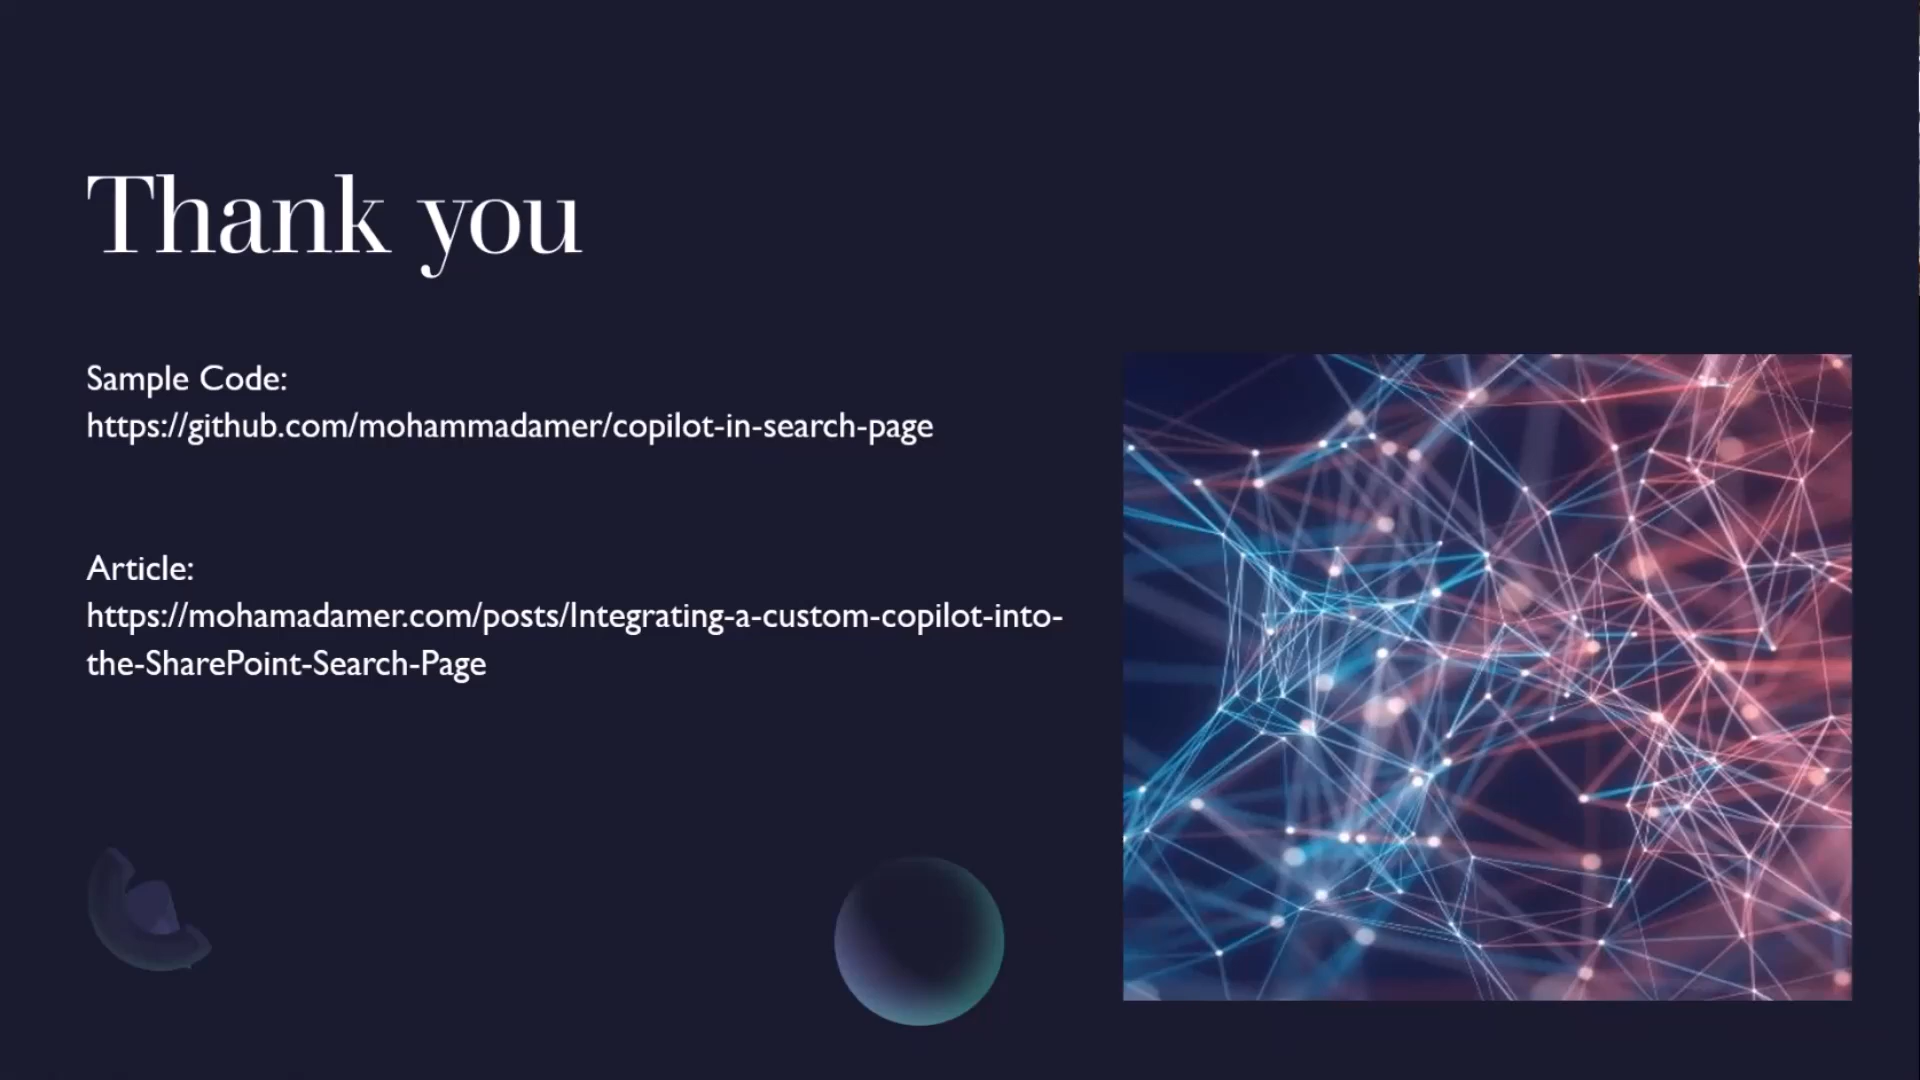 Thank you
Sample Code:
https://github.com/mohammadamer/copilot-in-search-page
Article:
https://mohamadamer.com/posts/Integrating-a-custom-copilot-into-
the-SharePoint-Search-Page